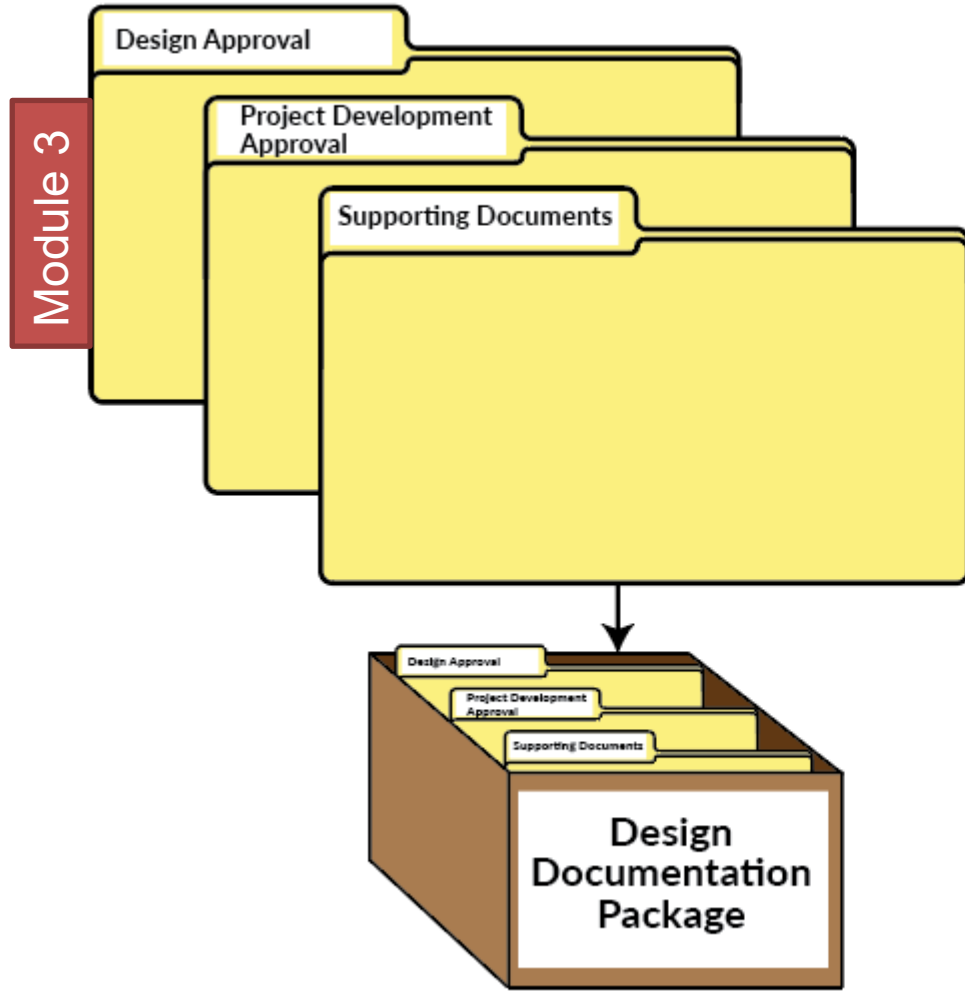 Design Approval
Module 3
Project Development
Approval
Supporting Documents
Design Approval
Project Development
Approval
Supporting Documents
Design
Documentation
Package